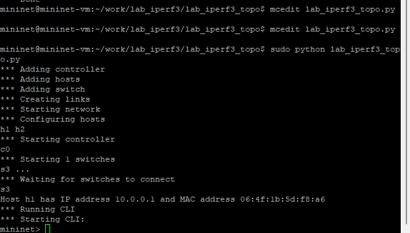 Done
mininet@mininet-vm:~/work/lab_iperf3/lab_iperf3_topo$ mcedit lab_iperf3_topo.py
mininet@mininet-vm:~/work/lab_iperf3/lab_iperf3_topo$ mcedit lab_iperf3_topo.py
mininet@mininet-vm:~/work/lab_iperf3/lab_iperf3_topo$ sudo python lab_iperf3_top
o.py
*** Adding controller
*** Adding hosts
*** Adding switch
*** Creating links
*** Starting network
*** Configuring hosts
h1 h2
*** Starting controller
c0
*** Starting 1 switches
s3 ...
*** Waiting for switches to connect
s3
Host h1 has IP address 10.0.0.1 and MAC address 06:4f:1b:5d:f8:a6
*** Running CLI
*** Starting CLI:
mininet>